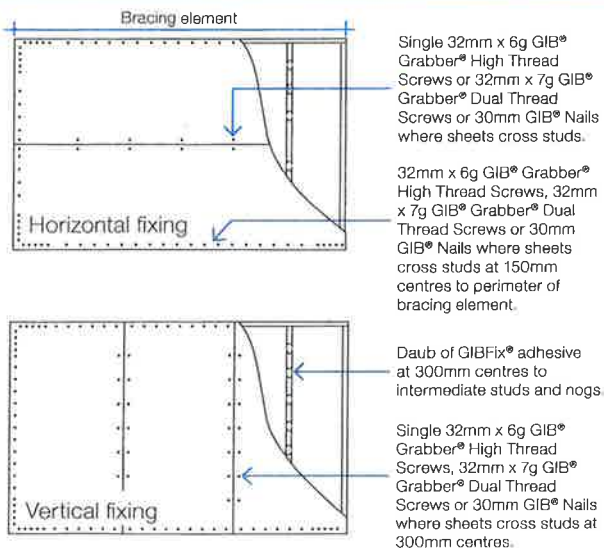 Bracing element
Single 32mm x 6g GIB®
Grabber® High Thread
Screws or 32mm x 7g GIB®
Grabber® Dual Thread
Screws or 30mm GIB® Nails
where sheets cross studs.
32mm x 6g GIB® Grabber®
High Thread Screws, 32mm
x 7g GIB® Grabber® Dual
Thread Screws or 30mm
GIB® Nails where sheets
cross studs at 150mm
centres to perimeter of
bracing element.
Horizontal fixing
Daub of GIBFix® adhesive
at 300mm centres to
intermediate studs and nogs.
Single 32mm x 6g GIB®
Grabber® High Thread
Screws, 32mm x 7g GIB®
Grabber® Dual Thread
Screws or 30mm GIB® Nails
where sheets cross studs at
300mm centres.
Vertical fixing